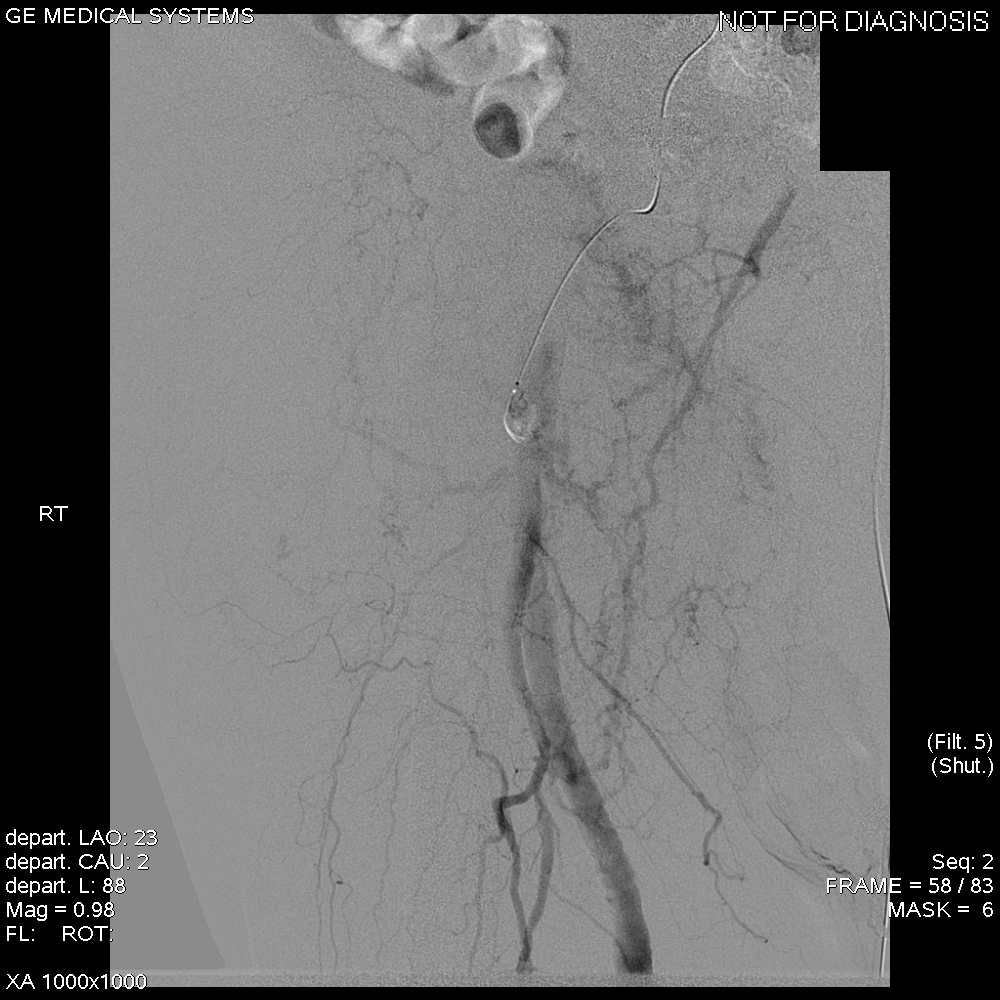 GE MEDICAL SYSTEMS
NOT FOR DIAGNOSIS
RT
(Filt. 5)
(Shut.)
depart. LAO: 23
depart. CAU: 2
depart. L: 88
Mag = 0.98
FL: ROT:
XA 1000x1000
Seq: 2
FRAME = 58 / 83
MASK = 6